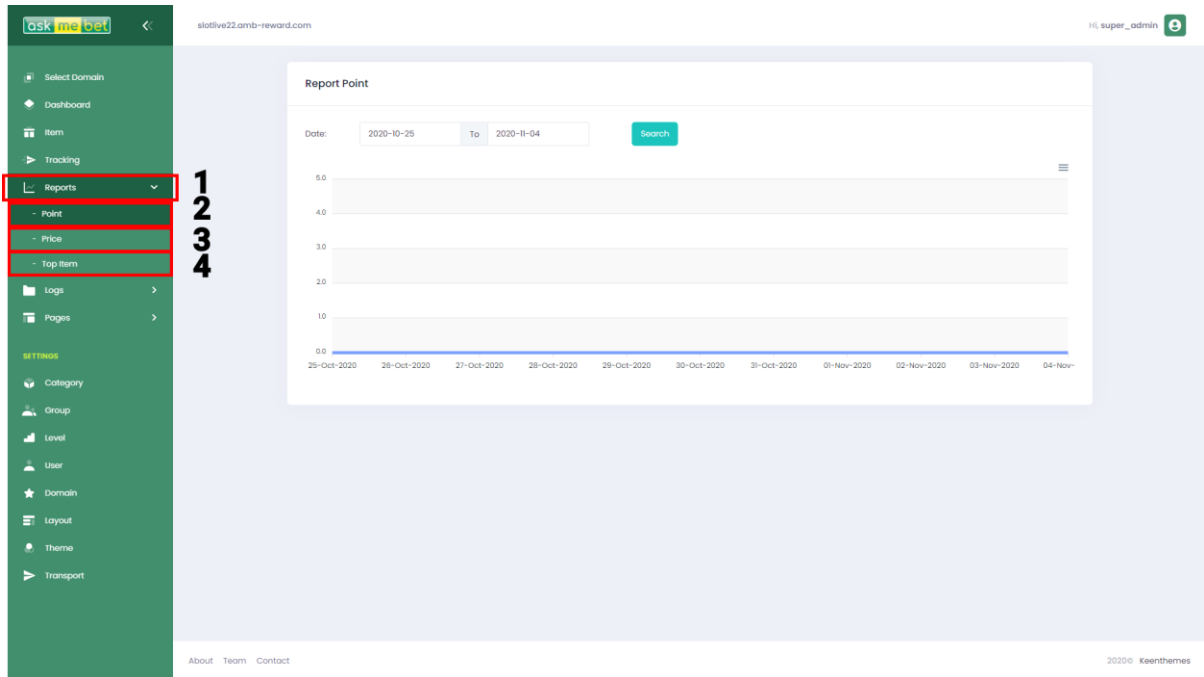 ask me bet
slotlive22.amb-reward.com
Hi, super_admin
Select Domain
Dashboard
Item
Tracking
Reports
- Point
- Price
- Top Item
Logs
Pages
SETTINGS
Category
Group
Level
User
Domain
Layout
Theme
Transport
1
2
3
4
Report Point
Date: 2020-10-25 To 2020-11-04 Search
5.0
4.0
3.0
2.0
1.0
0.0
25-Oct-2020 26-Oct-2020 27-Oct-2020 28-Oct-2020 29-Oct-2020 30-Oct-2020 31-Oct-2020 01-Nov-2020 02-Nov-2020 03-Nov-2020 04-Nov-
About Team Contact
2020© Keenthemes